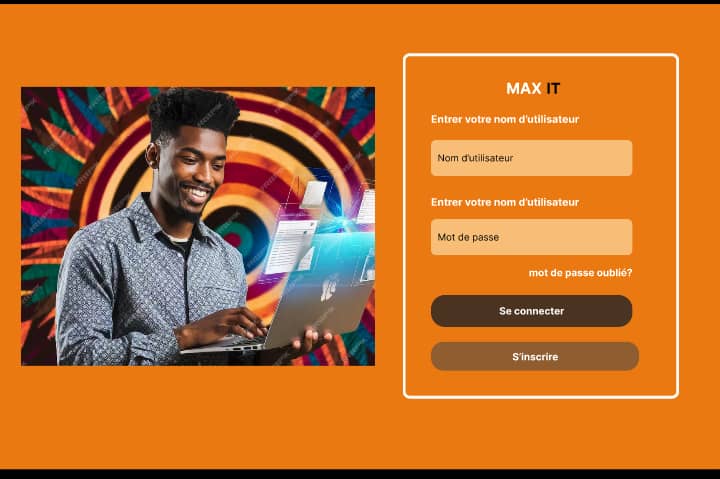 MAX IT
Entrer votre nom d'utilisateur
Nom d'utilisateur
Entrer votre nom d'utilisateur
Mot de passe
mot de passe oublié?
Se connecter
S'inscrire